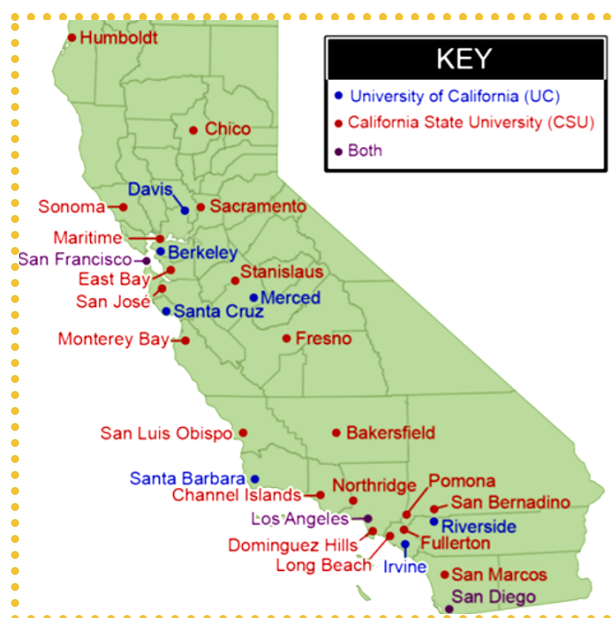 Humboldt
KEY
University of California (UC)
California State University (CSU)
Both
Chico
Davis
Sonoma
Sacramento
Maritime
Berkeley
San Francisco
East Bay
Stanislaus
San José
Merced
Santa Cruz
Monterey Bay
Fresno
San Luis Obispo
Bakersfield
Santa Barbara
Channel Islands
Northridge
Pomona
San Bernadino
Los Angeles
Riverside
Dominguez Hills
Fullerton
Long Beach
Irvine
San Marcos
San Diego